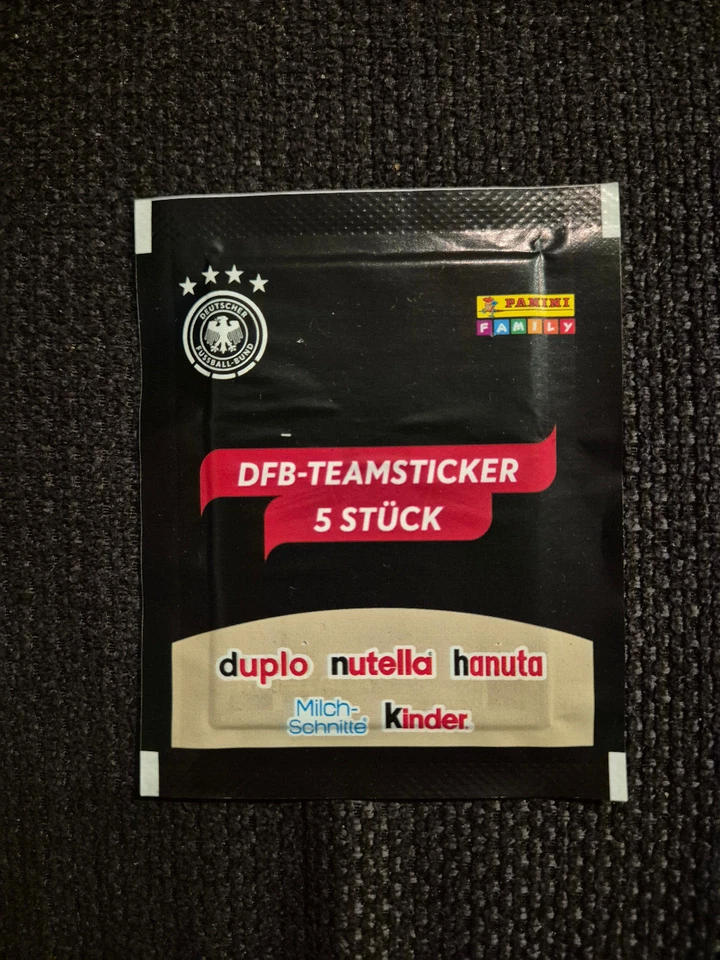 DEUTSCHER
FUSSBALL-BUND
PANINI
FAMILY
DFB-TEAMSTICKER
5 STÜCK
duplo nutella hanuta
Milch-
Schnitte kinder